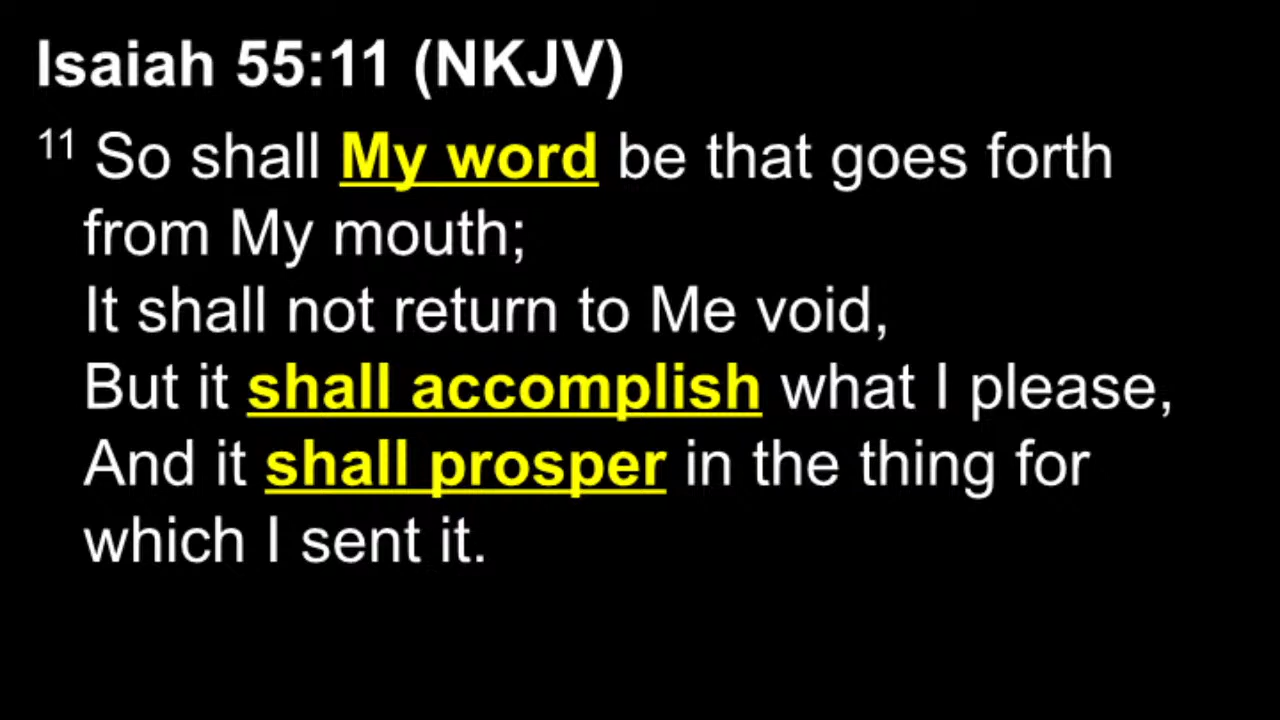 Isaiah 55:11 (NKJV)
11 So shall My word be that goes forth
from My mouth;
It shall not return to Me void,
But it shall accomplish what I please,
And it shall prosper in the thing for
which I sent it.